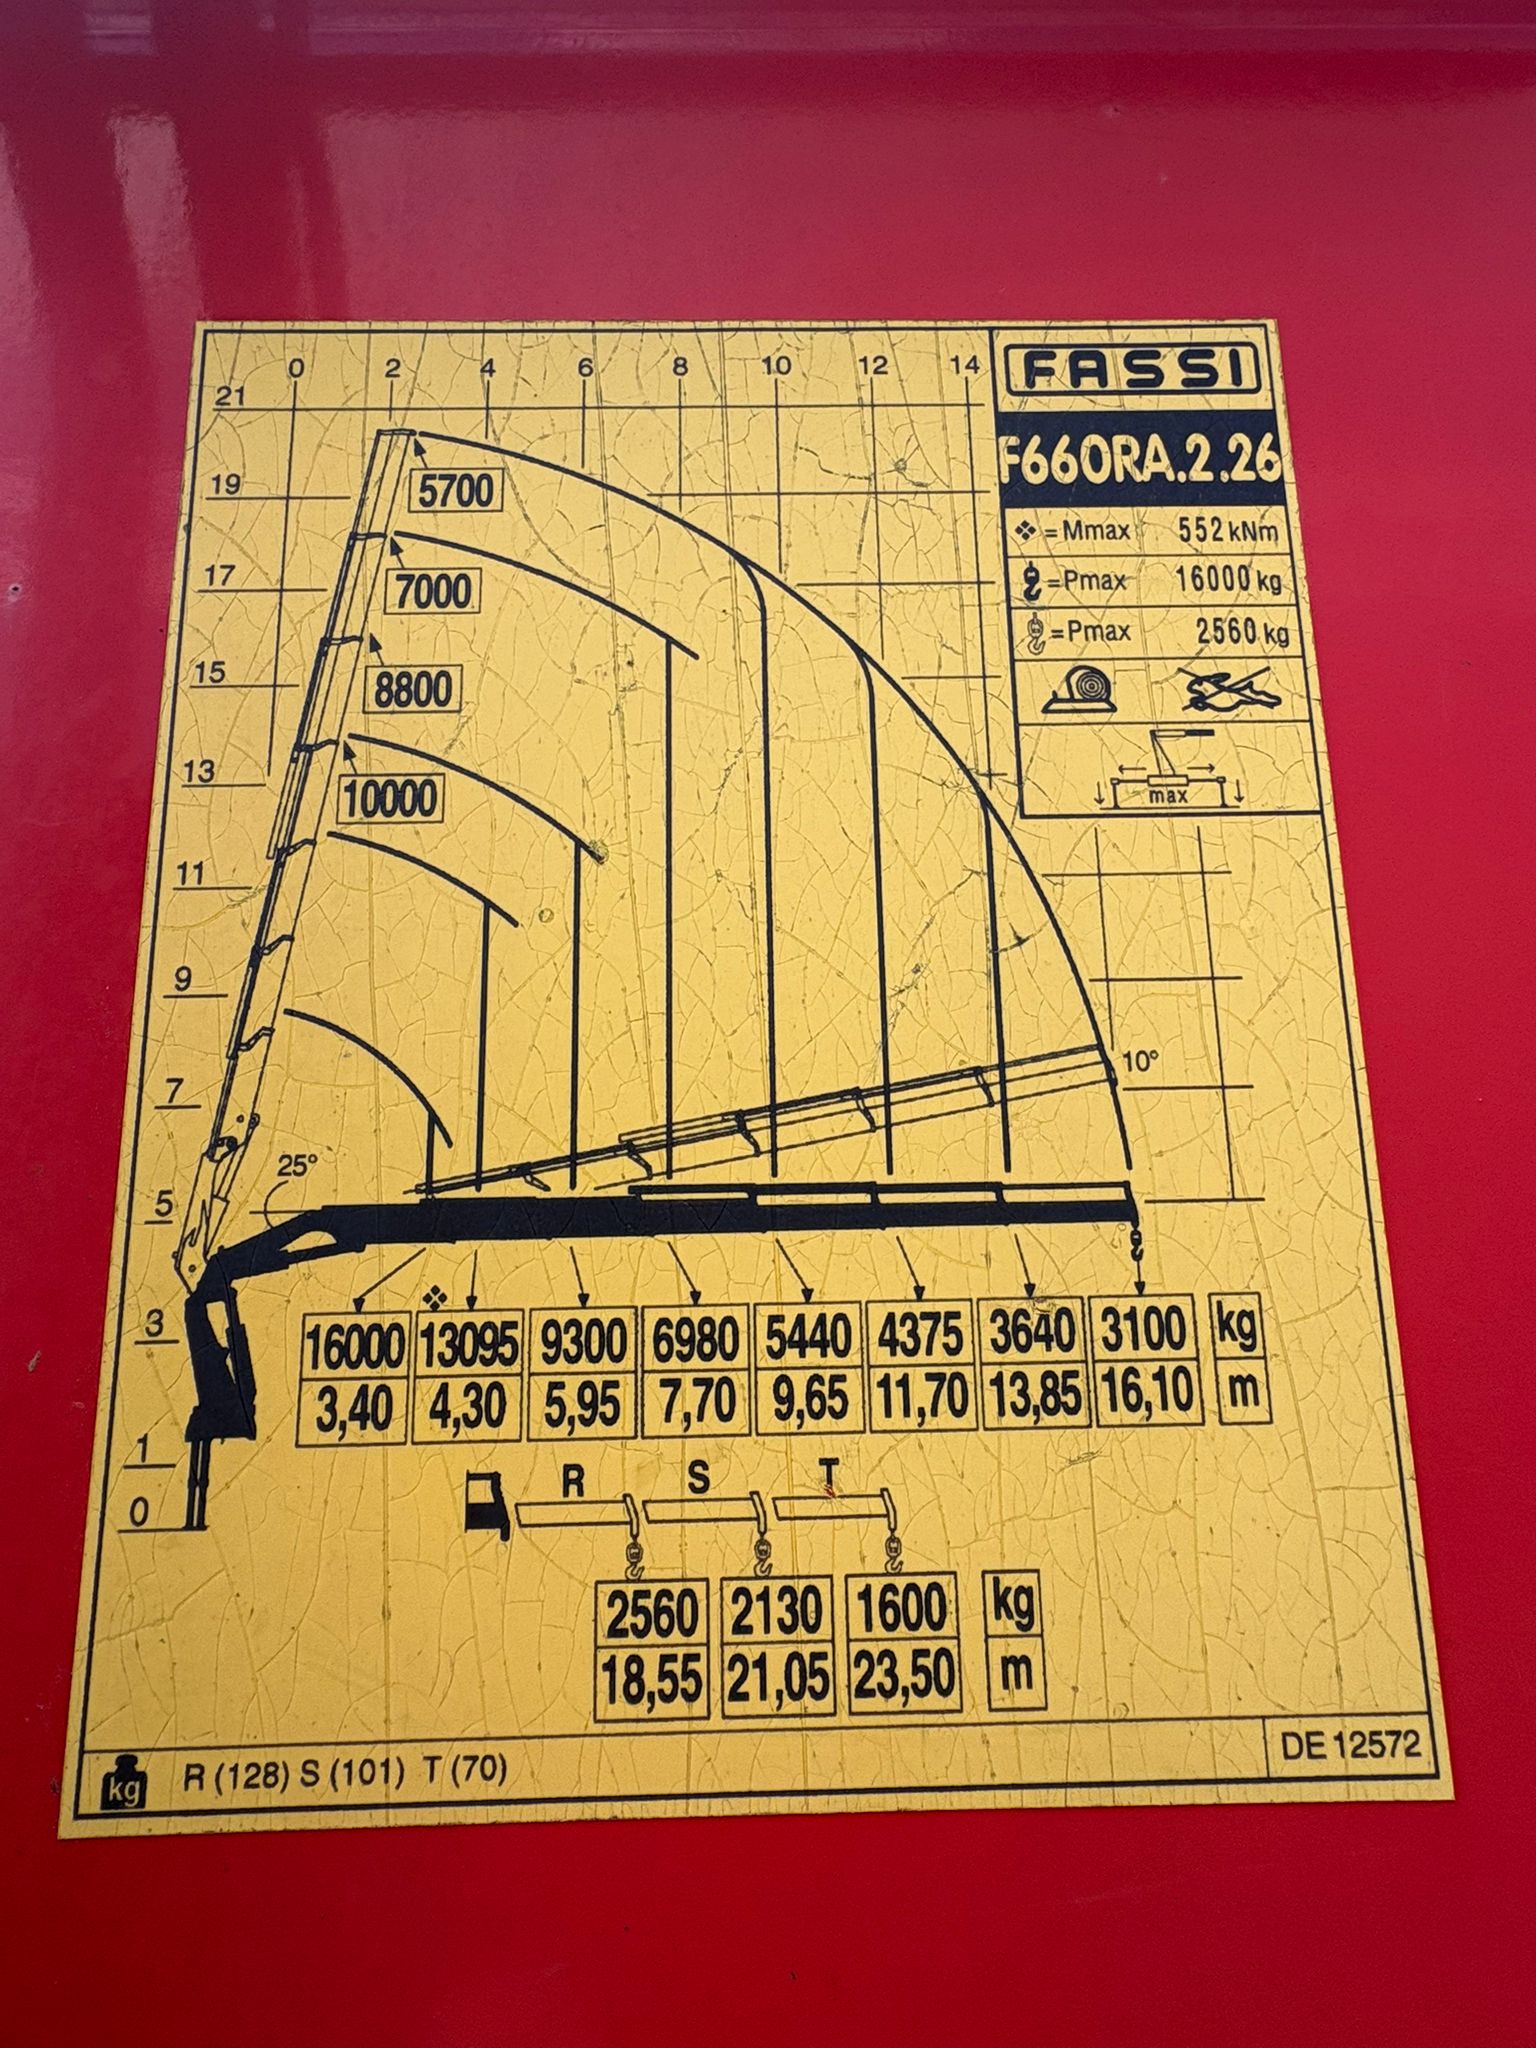 0 2 4 6 8 10 12 14
FASSI
21
F660RA.2.26
5700
19
= Mmax 552 kNm
7000
17
= Pmax 16000 kg
= Pmax 2560 kg
8800
15
10000
13
max
11
9
10°
7
25°
5
3
16000 13095 9300 6980 5440 4375 3640 3100 kg
3,40 4,30 5,95 7,70 9,65 11,70 13,85 16,10 m
1
R S T
0
2560 2130 1600 kg
18,55 21,05 23,50 m
kg R (128) S (101) T (70)
DE 12572